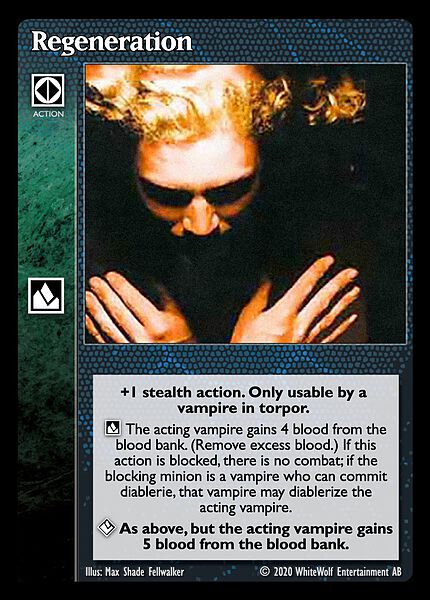 Regeneration
ACTION
+1 stealth action. Only usable by a
vampire in torpor.
The acting vampire gains 4 blood from the
blood bank. (Remove excess blood.) If this
action is blocked, there is no combat; if the
blocking minion is a vampire who can commit
diablerie, that vampire may diablerize the
acting vampire.
As above, but the acting vampire gains
5 blood from the blood bank.
Illus: Max Shade Fellwalker
© 2020 WhiteWolf Entertainment AB